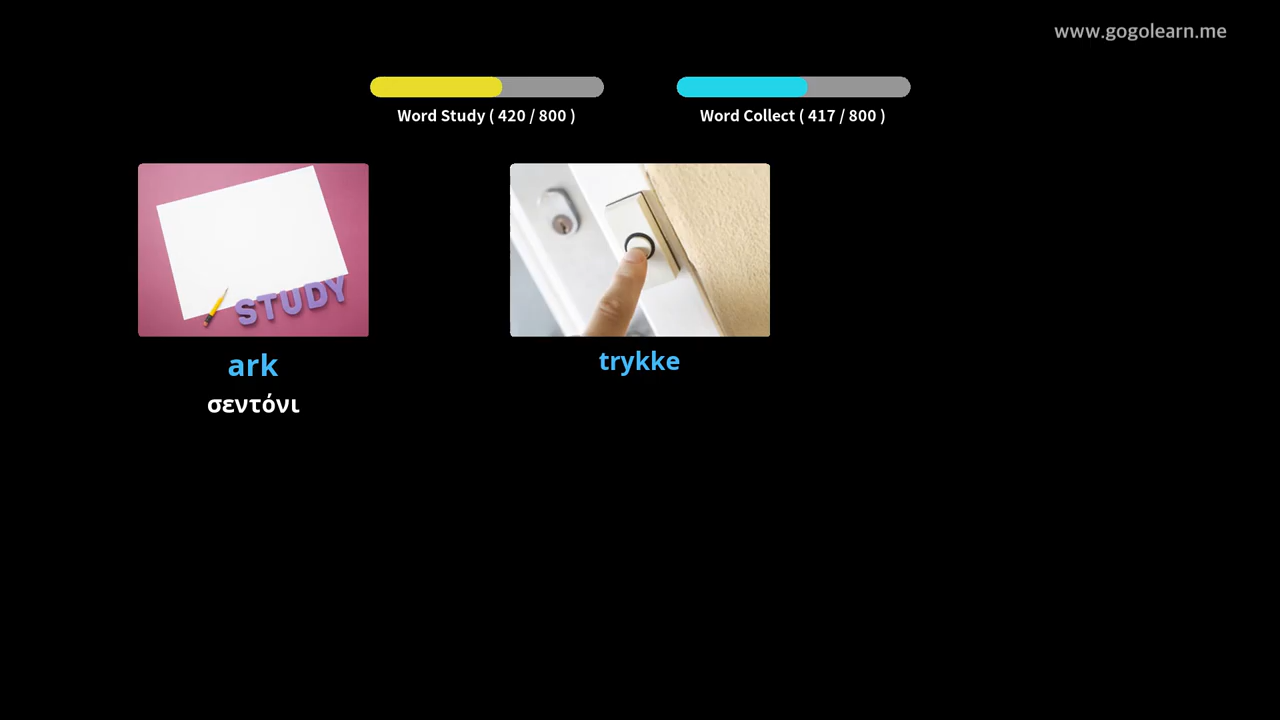 www.gogolearn.me
Word Study ( 420 / 800 )
Word Collect ( 417 / 800 )
STUDY
ark
σεντόνι
trykke